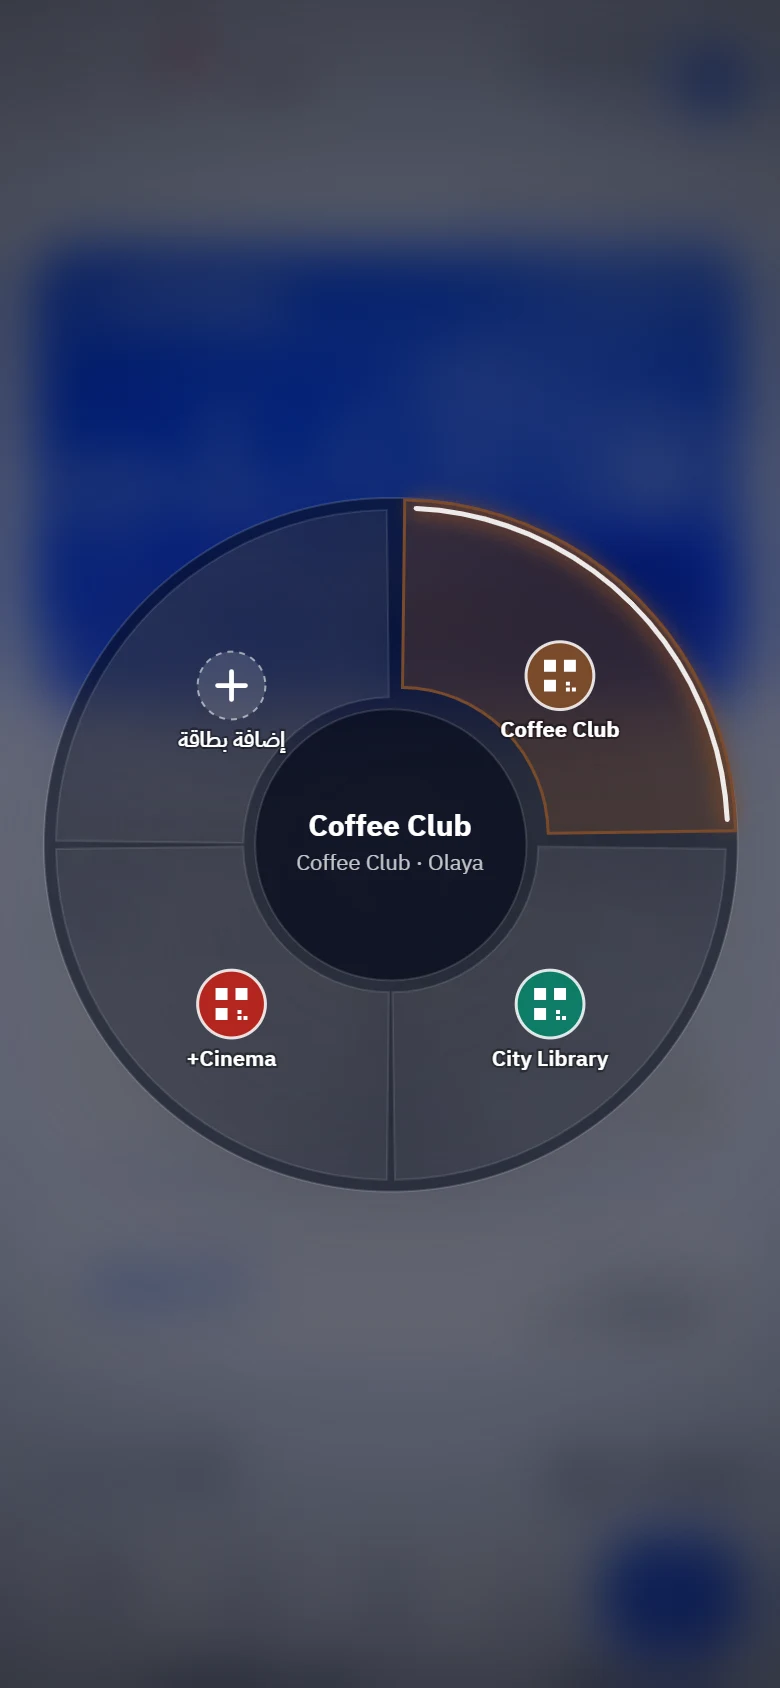 Coffee Club
إضافة بطاقة
Coffee Club
Coffee Club · Olaya
+Cinema
City Library